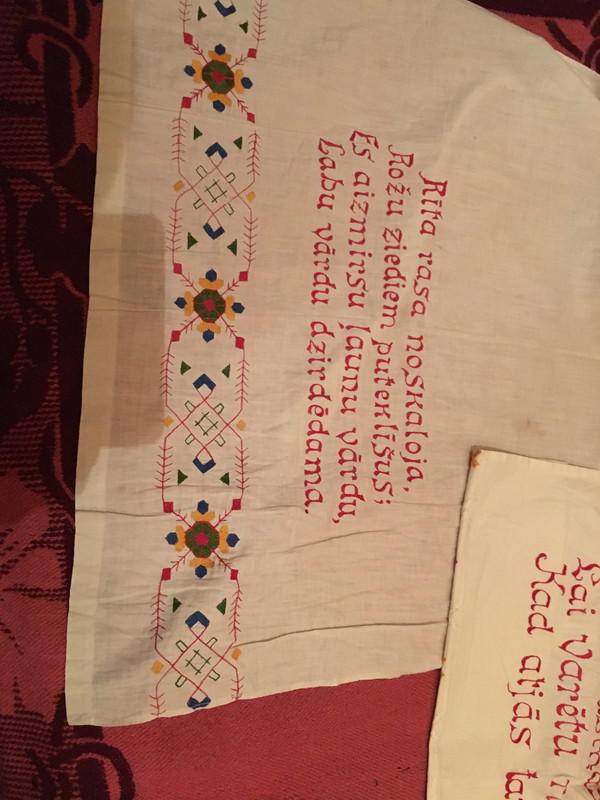 Rīta rasa noskaloja,
Rožu ziediem puteklīšus;
Es aizmirsu ļaunu vārdu,
Labu vārdu dzirdēdama.
Lai varētu
Kad atjās